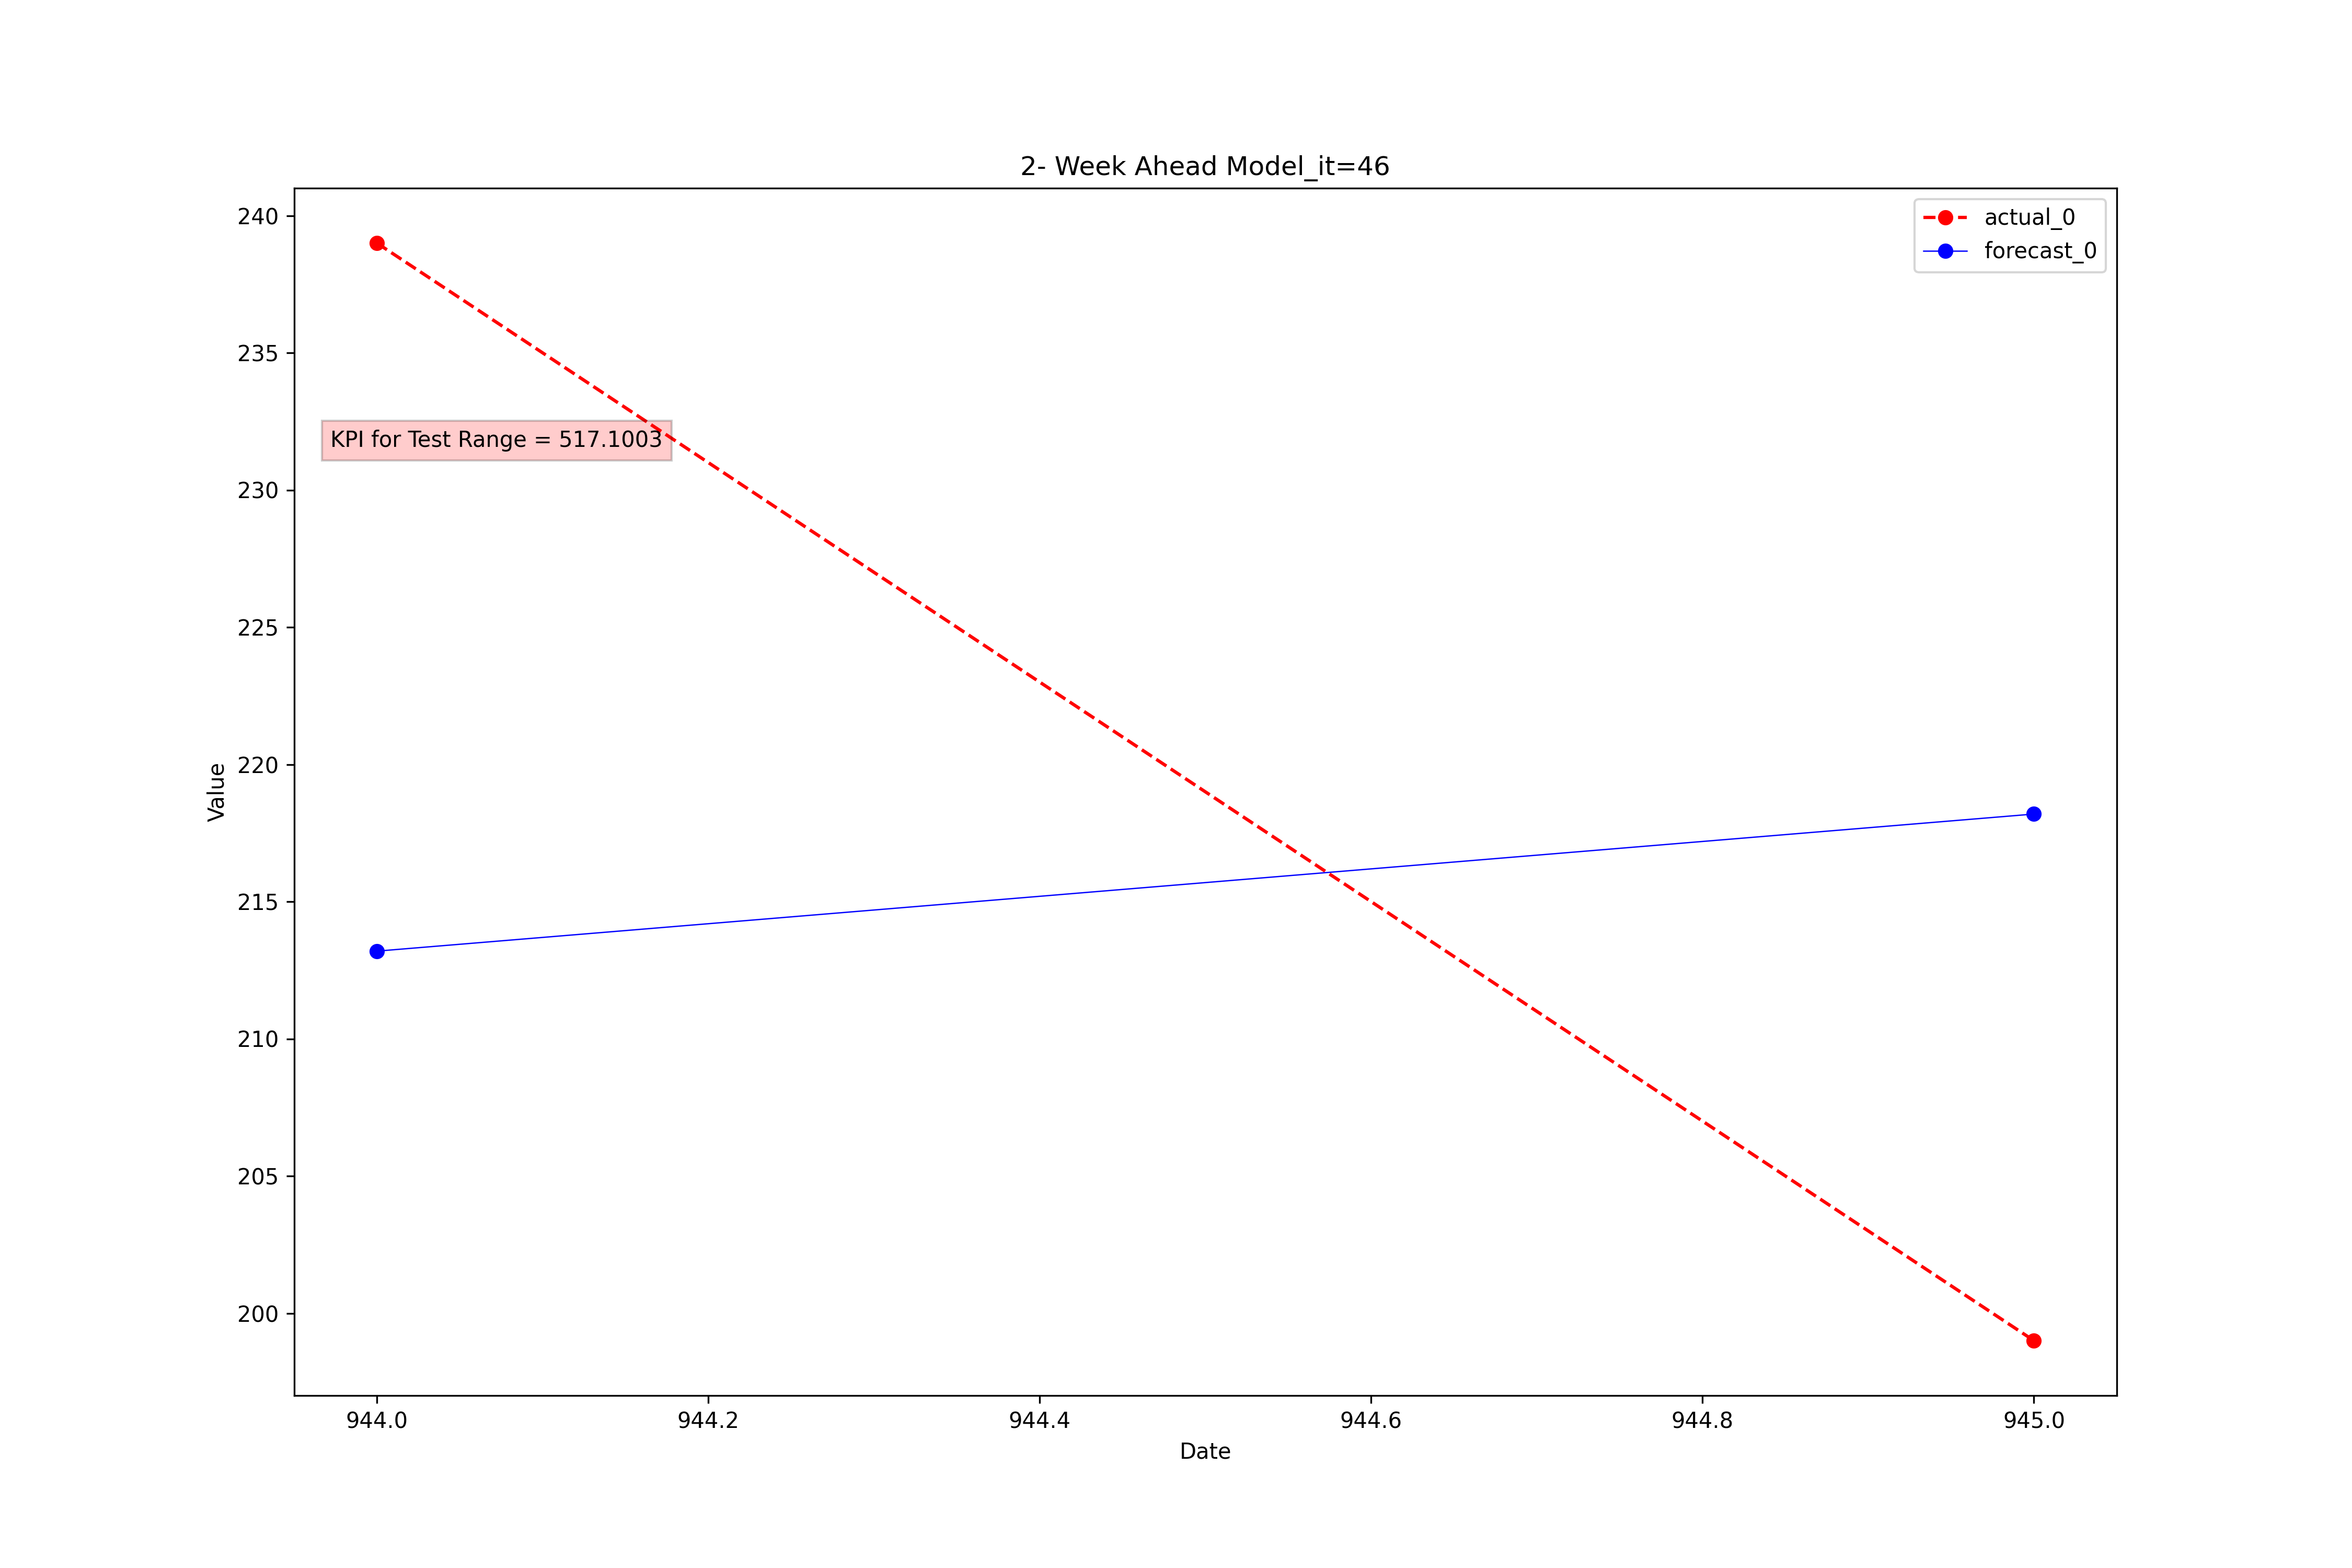 2- Week Ahead Model_it=46
actual_0
forecast_0
KPI for Test Range = 517.1003
Value
240
235
230
225
220
215
210
205
200
944.0
944.2
944.4
944.6
944.8
945.0
Date